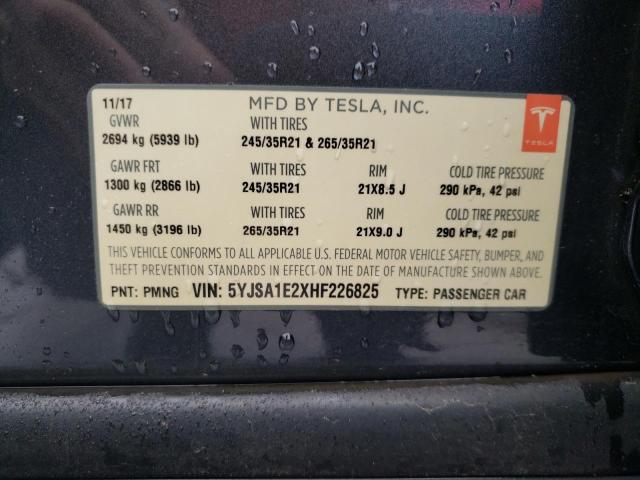 11/17 MFD BY TESLA, INC.
GVWR WITH TIRES
2694 kg (5939 lb) 245/35R21 & 265/35R21
TESLA
GAWR FRT WITH TIRES RIM COLD TIRE PRESSURE
1300 kg (2866 lb) 245/35R21 21X8.5 J 290 kPa, 42 psi
GAWR RR WITH TIRES RIM COLD TIRE PRESSURE
1450 kg (3196 lb) 265/35R21 21X9.0 J 290 kPa, 42 psi
THIS VEHICLE CONFORMS TO ALL APPLICABLE U.S. FEDERAL MOTOR VEHICLE SAFETY, BUMPER, AND
THEFT PREVENTION STANDARDS IN EFFECT ON THE DATE OF MANUFACTURE SHOWN ABOVE.
PNT: PMNG VIN: 5YJSA1E2XHF226825 TYPE: PASSENGER CAR